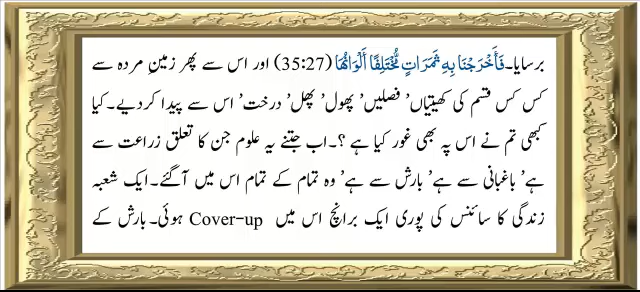 برسایا۔ فَأَخْرَجْنَا بِهِ ثَمَرَاتٍ مُّخْتَلِفًا أَلْوَانُهَا (35:27) اور اس سے پھر زمینِ مردہ سے
کس کس قسم کی کھیتیاں' فصلیں' پھول' پھل' درخت' اس سے پیدا کردیے۔ کیا
کبھی تم نے اس پہ بھی غور کیا ہے ؟۔ اب جتنے یہ علوم جن کا تعلق زراعت سے
ہے' باغبانی سے ہے' بارش سے ہے' وہ تمام کے تمام اس میں آگئے۔ ایک شعبہ
زندگی کا سائنس کی پوری ایک برانچ اس میں Cover-up ہوئی۔ بارش کے